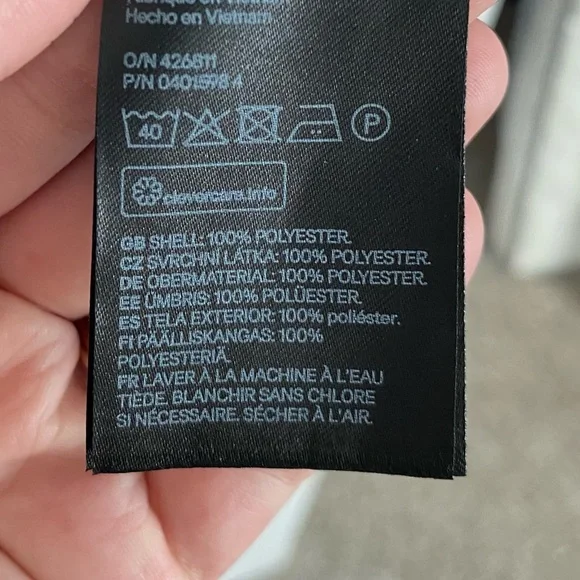 Hecho en Vietnam
O/N 426811
P/N 0401598 4
40
P
clevercare.info
GB SHELL: 100% POLYESTER.
CZ SVRCHNÍ LÁTKA: 100% POLYESTER.
DE OBERMATERIAL: 100% POLYESTER.
EE ÜMBRIS: 100% POLÜESTER.
ES TELA EXTERIOR: 100% poliéster.
FI PÄÄLLISKANGAS: 100%
POLYESTERIÄ.
FR LAVER À LA MACHINE À L'EAU
TIÈDE. BLANCHIR SANS CHLORE
SI NÉCESSAIRE. SÉCHER À L'AIR.